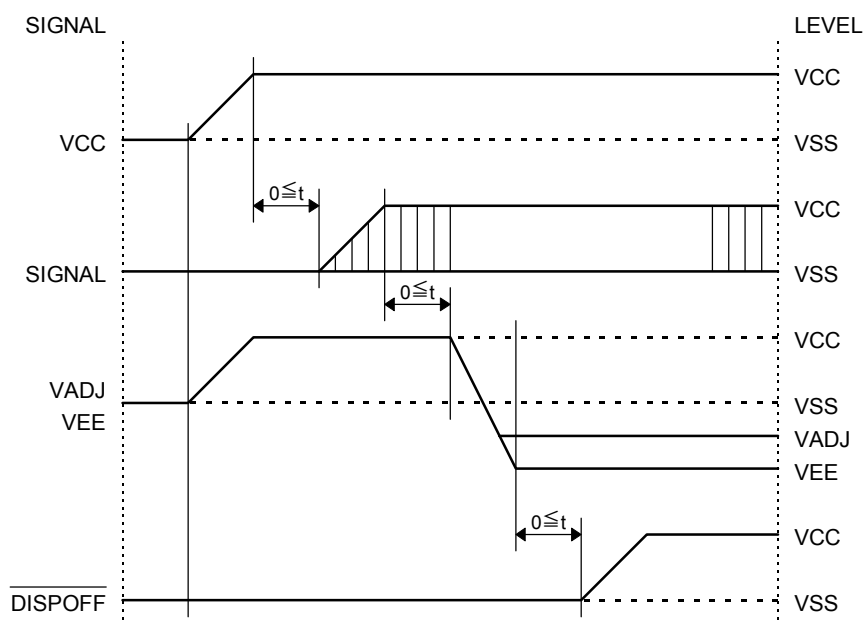 SIGNAL LEVEL
VCC
VCC VSS
0≦t
VCC
SIGNAL VSS
0≦t
VCC
VADJ
VSS
VEE
VADJ
VEE
0≦t
VCC
DISPOFF VSS